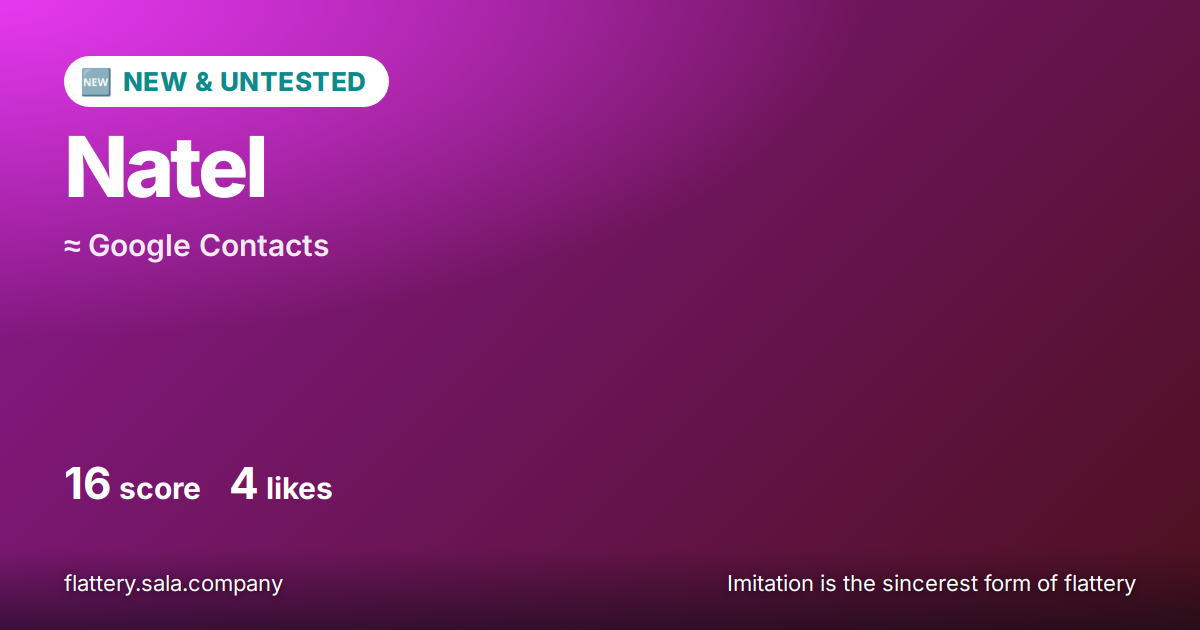 🆕 NEW & UNTESTED
Natel
≈ Google Contacts
16 score 4 likes
flattery.sala.company
Imitation is the sincerest form of flattery